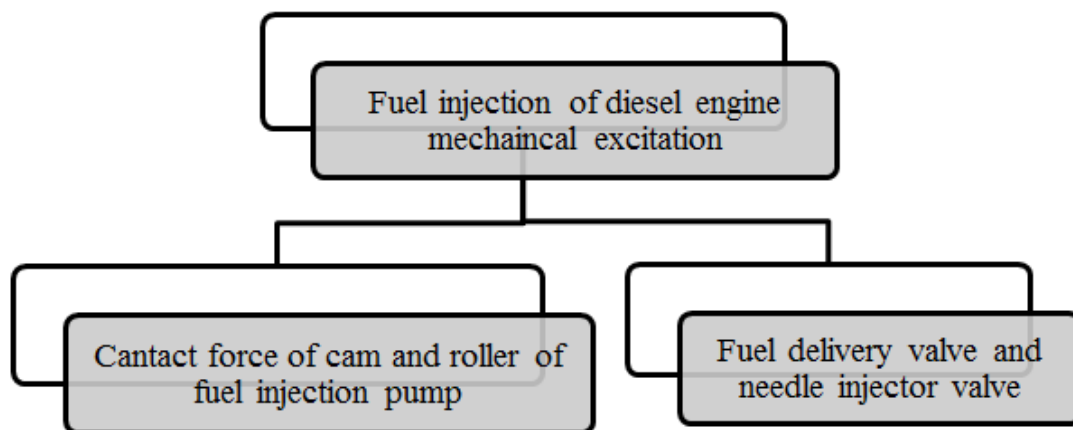 Fuel injection of diesel engine
mechaincal excitation
Cantact force of cam and roller of
fuel injection pump
Fuel delivery valve and
needle injector valve